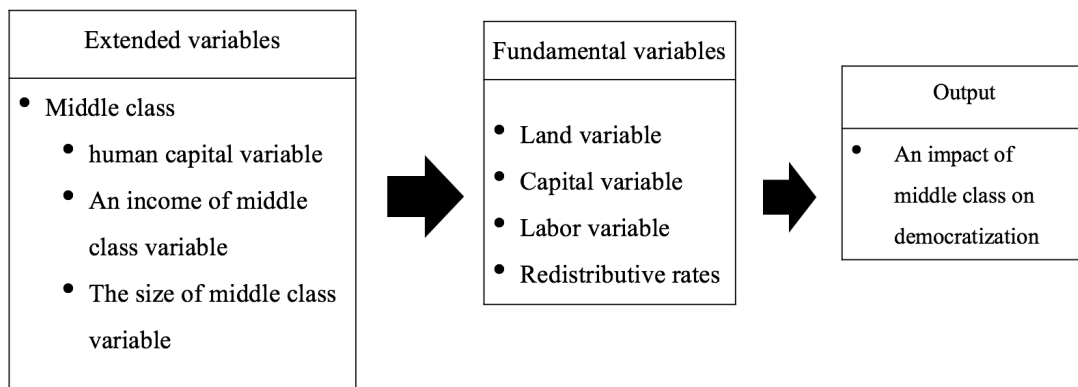 Extended variables
• Middle class
• human capital variable
• An income of middle
class variable
• The size of middle class
variable
Fundamental variables
• Land variable
• Capital variable
• Labor variable
• Redistributive rates
Output
• An impact of
middle class on
democratization